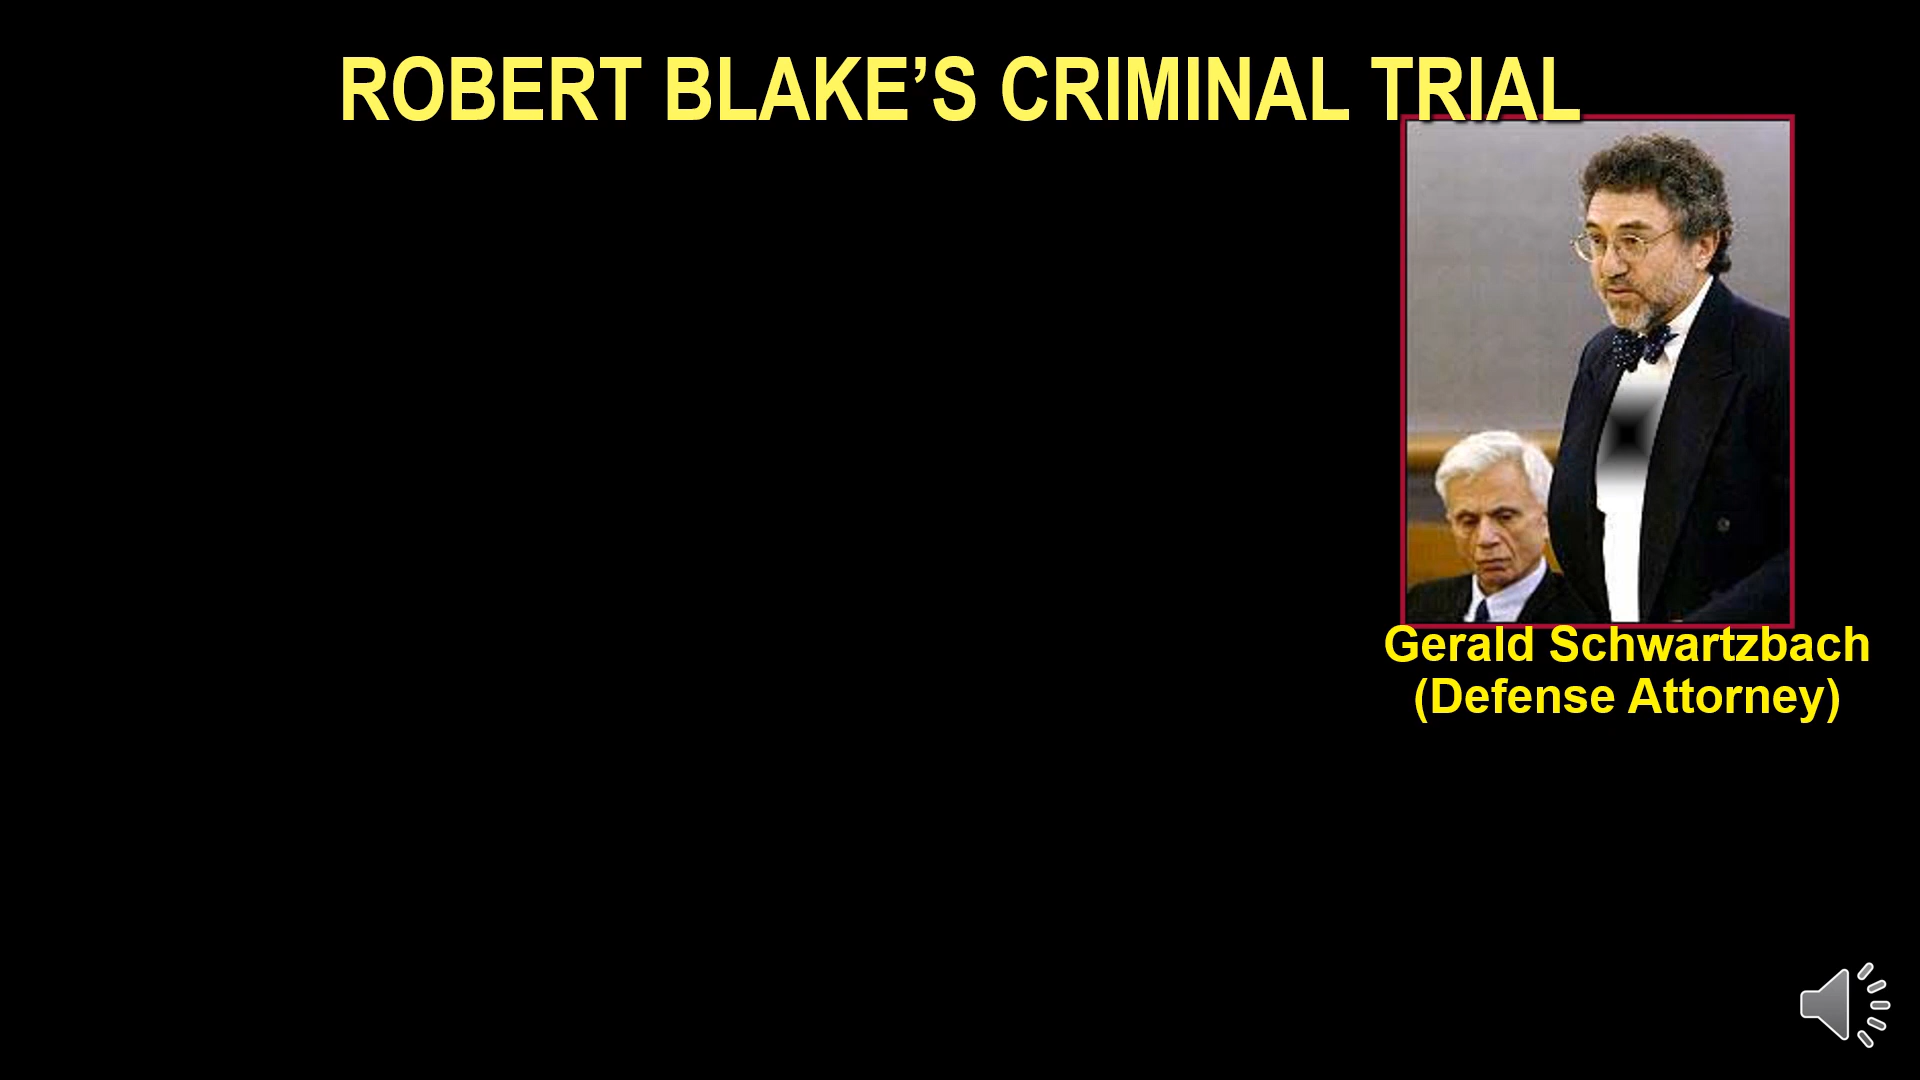 ROBERT BLAKE’S CRIMINAL TRIAL
Gerald Schwartzbach
(Defense Attorney)